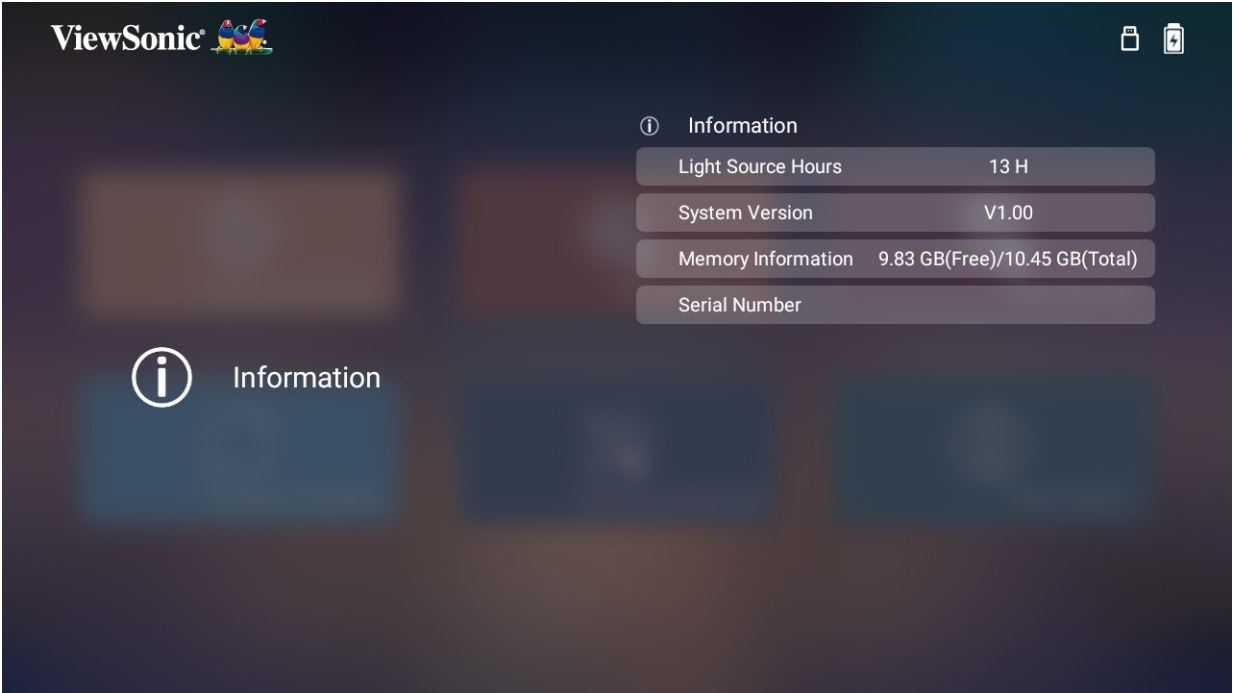 ViewSonic®
Information
Light Source Hours 13 H
System Version V1.00
Memory Information 9.83 GB(Free)/10.45 GB(Total)
Serial Number
Information